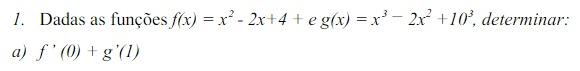 1. Dadas as funções f(x) = x² - 2x+4 + e g(x) = x³ − 2x² +10³, determinar:
a) f ’(0) + g’(1)